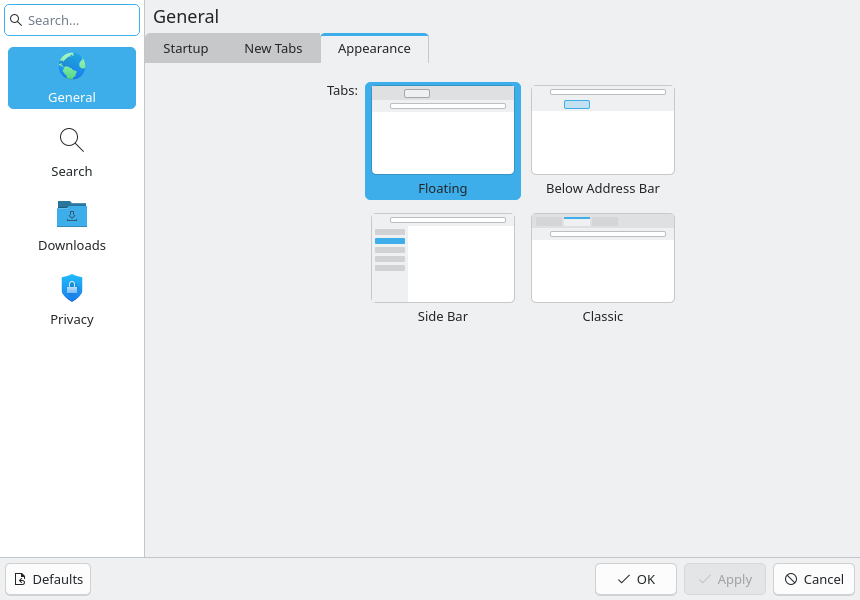 Search...
General
Search
Downloads
Privacy
General
Startup
New Tabs
Appearance
Tabs:
Floating
Below Address Bar
Side Bar
Classic
Defaults
OK
Apply
Cancel